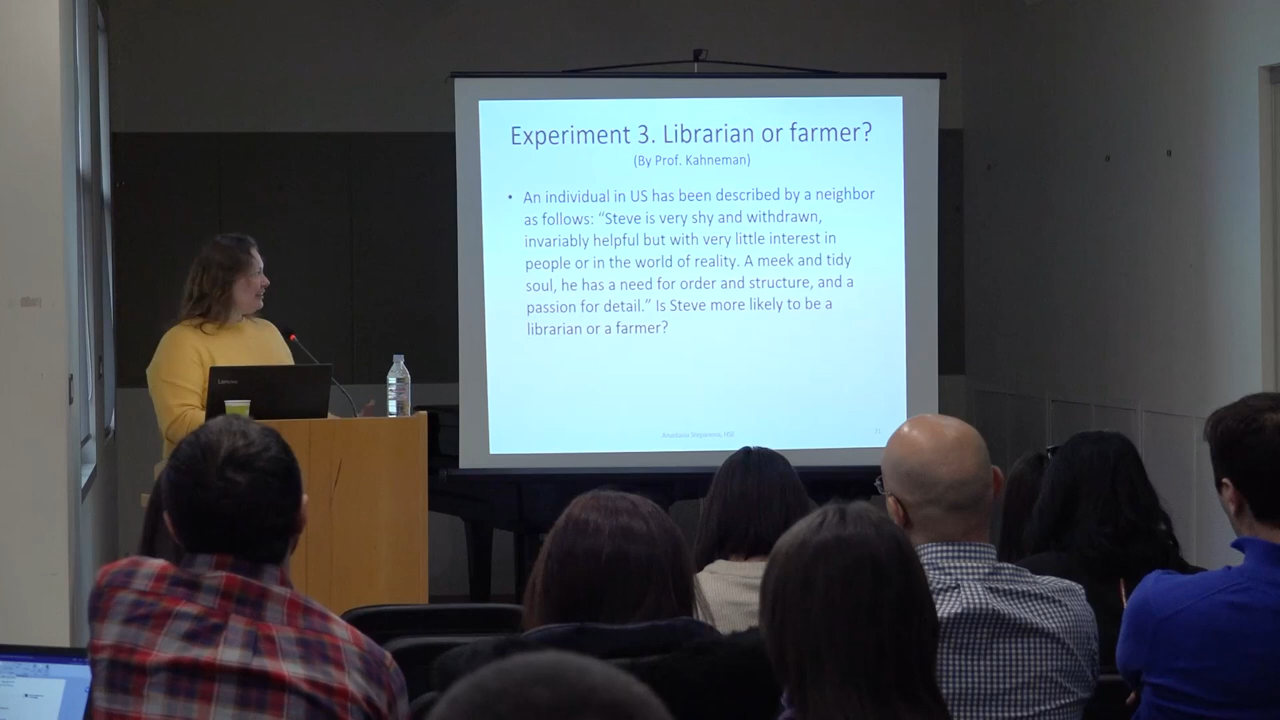 Experiment 3. Librarian or farmer?
(By Prof. Kahneman)
• An individual in US has been described by a neighbor
as follows: “Steve is very shy and withdrawn,
invariably helpful but with very little interest in
people or in the world of reality. A meek and tidy
soul, he has a need for order and structure, and a
passion for detail.” Is Steve more likely to be a
librarian or a farmer?
71
Lenovo